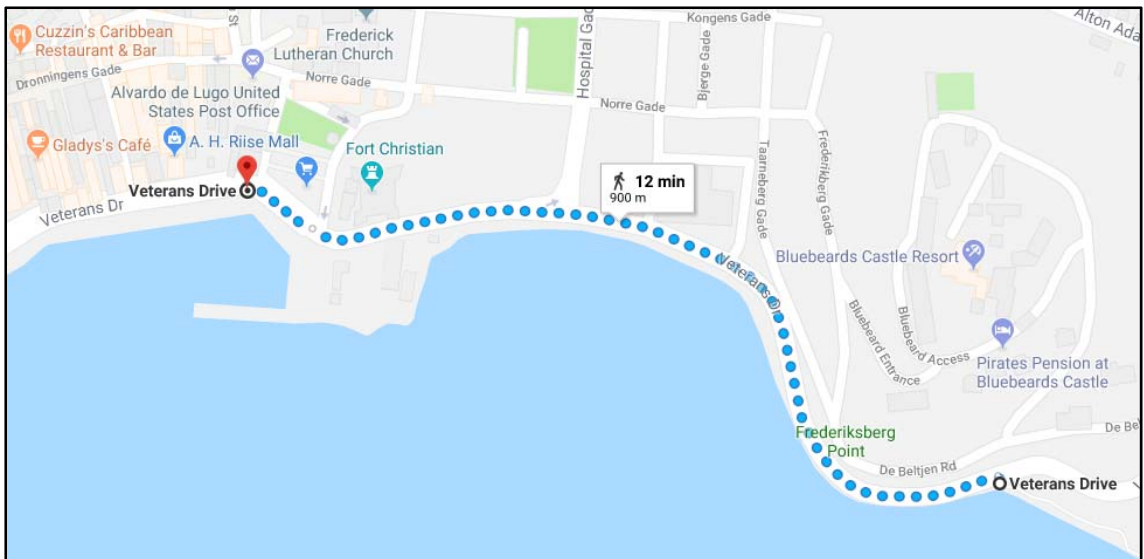 Kongens Gade
Alton Ada
Cuzzin's Caribbean
Restaurant & Bar
St
Frederick
Lutheran Church
Hospital Gad
Bjerge Gade
Dronningens Gade
Norre Gade
Alvardo de Lugo United
States Post Office
Norre Gade
Gladys's Café
A. H. Riise Mall
Fort Christian
Taarneberg Gade
Frederikberg Gade
12 min
900 m
Veterans Drive
Veterans Dr
Veterans Dr
Bluebeards Castle Resort
Bluebeard Entrance
Bluebeard Access
Pirates Pension at
Bluebeards Castle
Frederiksberg
Point
De Bel
De Beltjen Rd
Veterans Drive